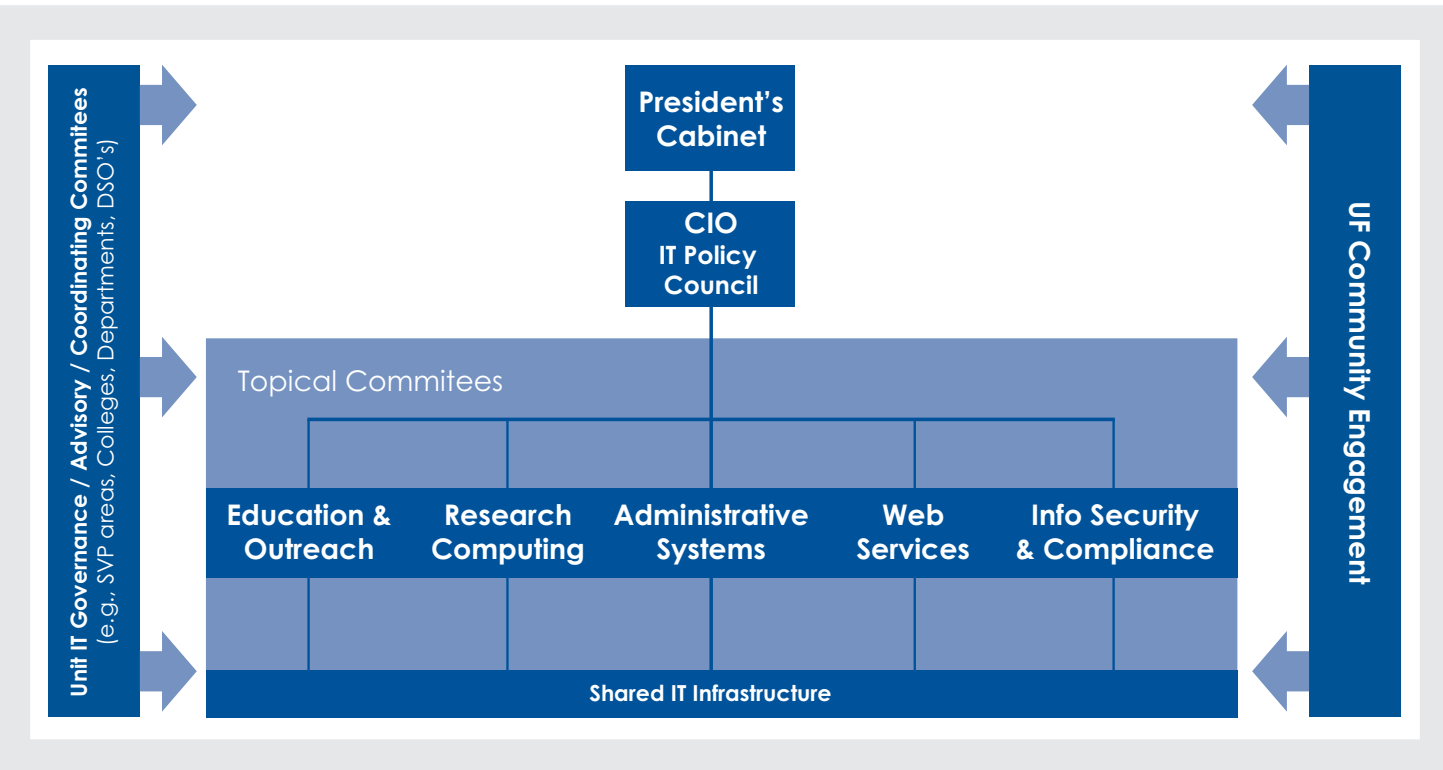 Unit IT Governance / Advisory / Coordinating Commitees
(e.g., SVP areas, Colleges, Departments, DSO's)
President's
Cabinet
CIO
IT Policy
Council
Topical Commitees
Education &
Outreach
Research
Computing
Administrative
Systems
Web
Services
Info Security
& Compliance
Shared IT Infrastructure
UF Community Engagement